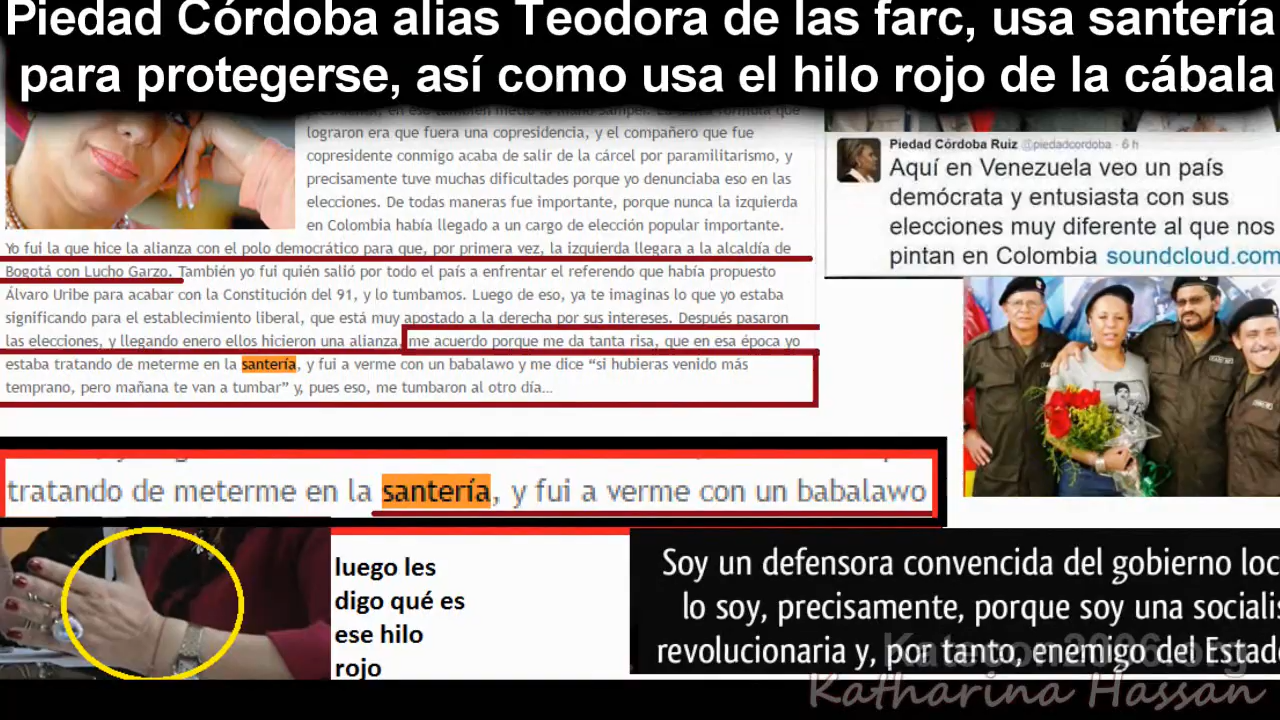 Piedad Córdoba alias Teodora de las farc, usa santería
para protegerse, así como usa el hilo rojo de la cábala
lograron era que fuera una copresidencia, y el compañero que fue
copresidente conmigo acaba de salir de la cárcel por paramilitarismo, y
precisamente tuve muchas dificultades porque yo denunciaba eso en las
elecciones. De todas maneras fue importante, porque nunca la izquierda
en Colombia había llegado a un cargo de elección popular importante.
Yo fui la que hice la alianza con el polo democrático para que, por primera vez, la izquierda llegara a la alcaldía de
Bogotá con Lucho Garzo. También yo fui quién salió por todo el país a enfrentar el referendo que había propuesto
Álvaro Uribe para acabar con la Constitución del 91, y lo tumbamos. Luego de eso, ya te imaginas lo que yo estaba
significando para el establecimiento liberal, que está muy apostado a la derecha por sus intereses. Después pasaron
las elecciones, y llegando enero ellos hicieron una alianza, me acuerdo porque me da tanta risa, que en esa época yo
estaba tratando de meterme en la santería, y fui a verme con un babalawo y me dice “si hubieras venido más
temprano, pero mañana te van a tumbar” y, pues eso, me tumbaron al otro día...
Piedad Córdoba Ruiz @piedadcordoba · 6 h
Aquí en Venezuela veo un país
demócrata y entusiasta con sus
elecciones muy diferente al que nos
pintan en Colombia soundcloud.com
tratando de meterme en la santería, y fui a verme con un babalawo
luego les
digo qué es
ese hilo
rojo
Soy un defensora convencida del gobierno loc
lo soy, precisamente, porque soy una socialis
revolucionaria y, por tanto, enemigo del Estado
Katejon2006.org
Katharina Hassan